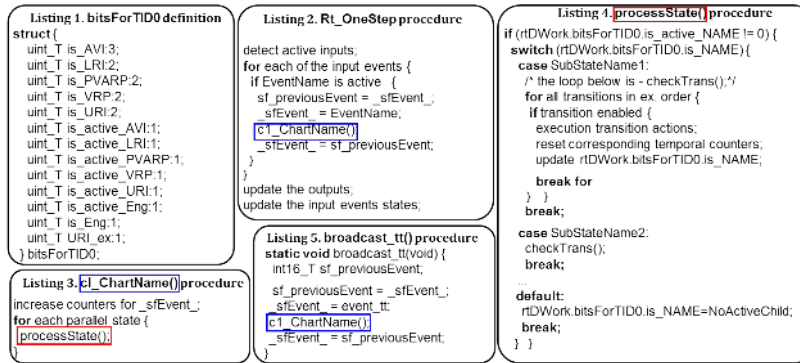 Listing 1. bitsForTID0 definition
struct {
uint_T is_AVI:3;
uint_T is_LRI:2;
uint_T is_PVARP:2;
uint_T is_VRP:2;
uint_T is_URI:2;
uint_T is_active_AVI:1;
uint_T is_active_LRI:1;
uint_T is_active_PVARP:1;
uint_T is_active_VRP:1;
uint_T is_active_URI:1;
uint_T is_active_Eng:1;
uint_T is_Eng:1;
uint_T URI_ex:1;
} bitsForTID0;
Listing 2. Rt_OneStep procedure
detect active inputs;
for each of the input events {
if EventName is active {
sf_previousEvent = _sfEvent_;
_sfEvent_ = EventName;
c1_ChartName();
_sfEvent_ = sf_previousEvent;
}
}
update the outputs;
update the input events states;
Listing 3. cl_ChartName() procedure
increase counters for _sfEvent_;
for each parallel state {
processState();
}
Listing 5. broadcast_tt() procedure
static void broadcast_tt(void) {
int16_T sf_previousEvent;
sf_previousEvent = _sfEvent_;
_sfEvent_ = event_tt;
c1_ChartName();
_sfEvent_ = sf_previousEvent;
}
Listing 4. processState() procedure
if (rtDWork.bitsForTID0.is_active_NAME != 0) {
switch (rtDWork.bitsForTID0.is_NAME) {
case SubStateName1:
/* the loop below is - checkTrans();*/
for all transitions in ex. order {
if transition enabled {
execution transition actions;
reset corresponding temporal counters;
update rtDWork.bitsForTID0.is_NAME;
break for
} }
break;
case SubStateName2:
checkTrans();
break;
...
default:
rtDWork.bitsForTID0.is_NAME=NoActiveChild;
break;
} }